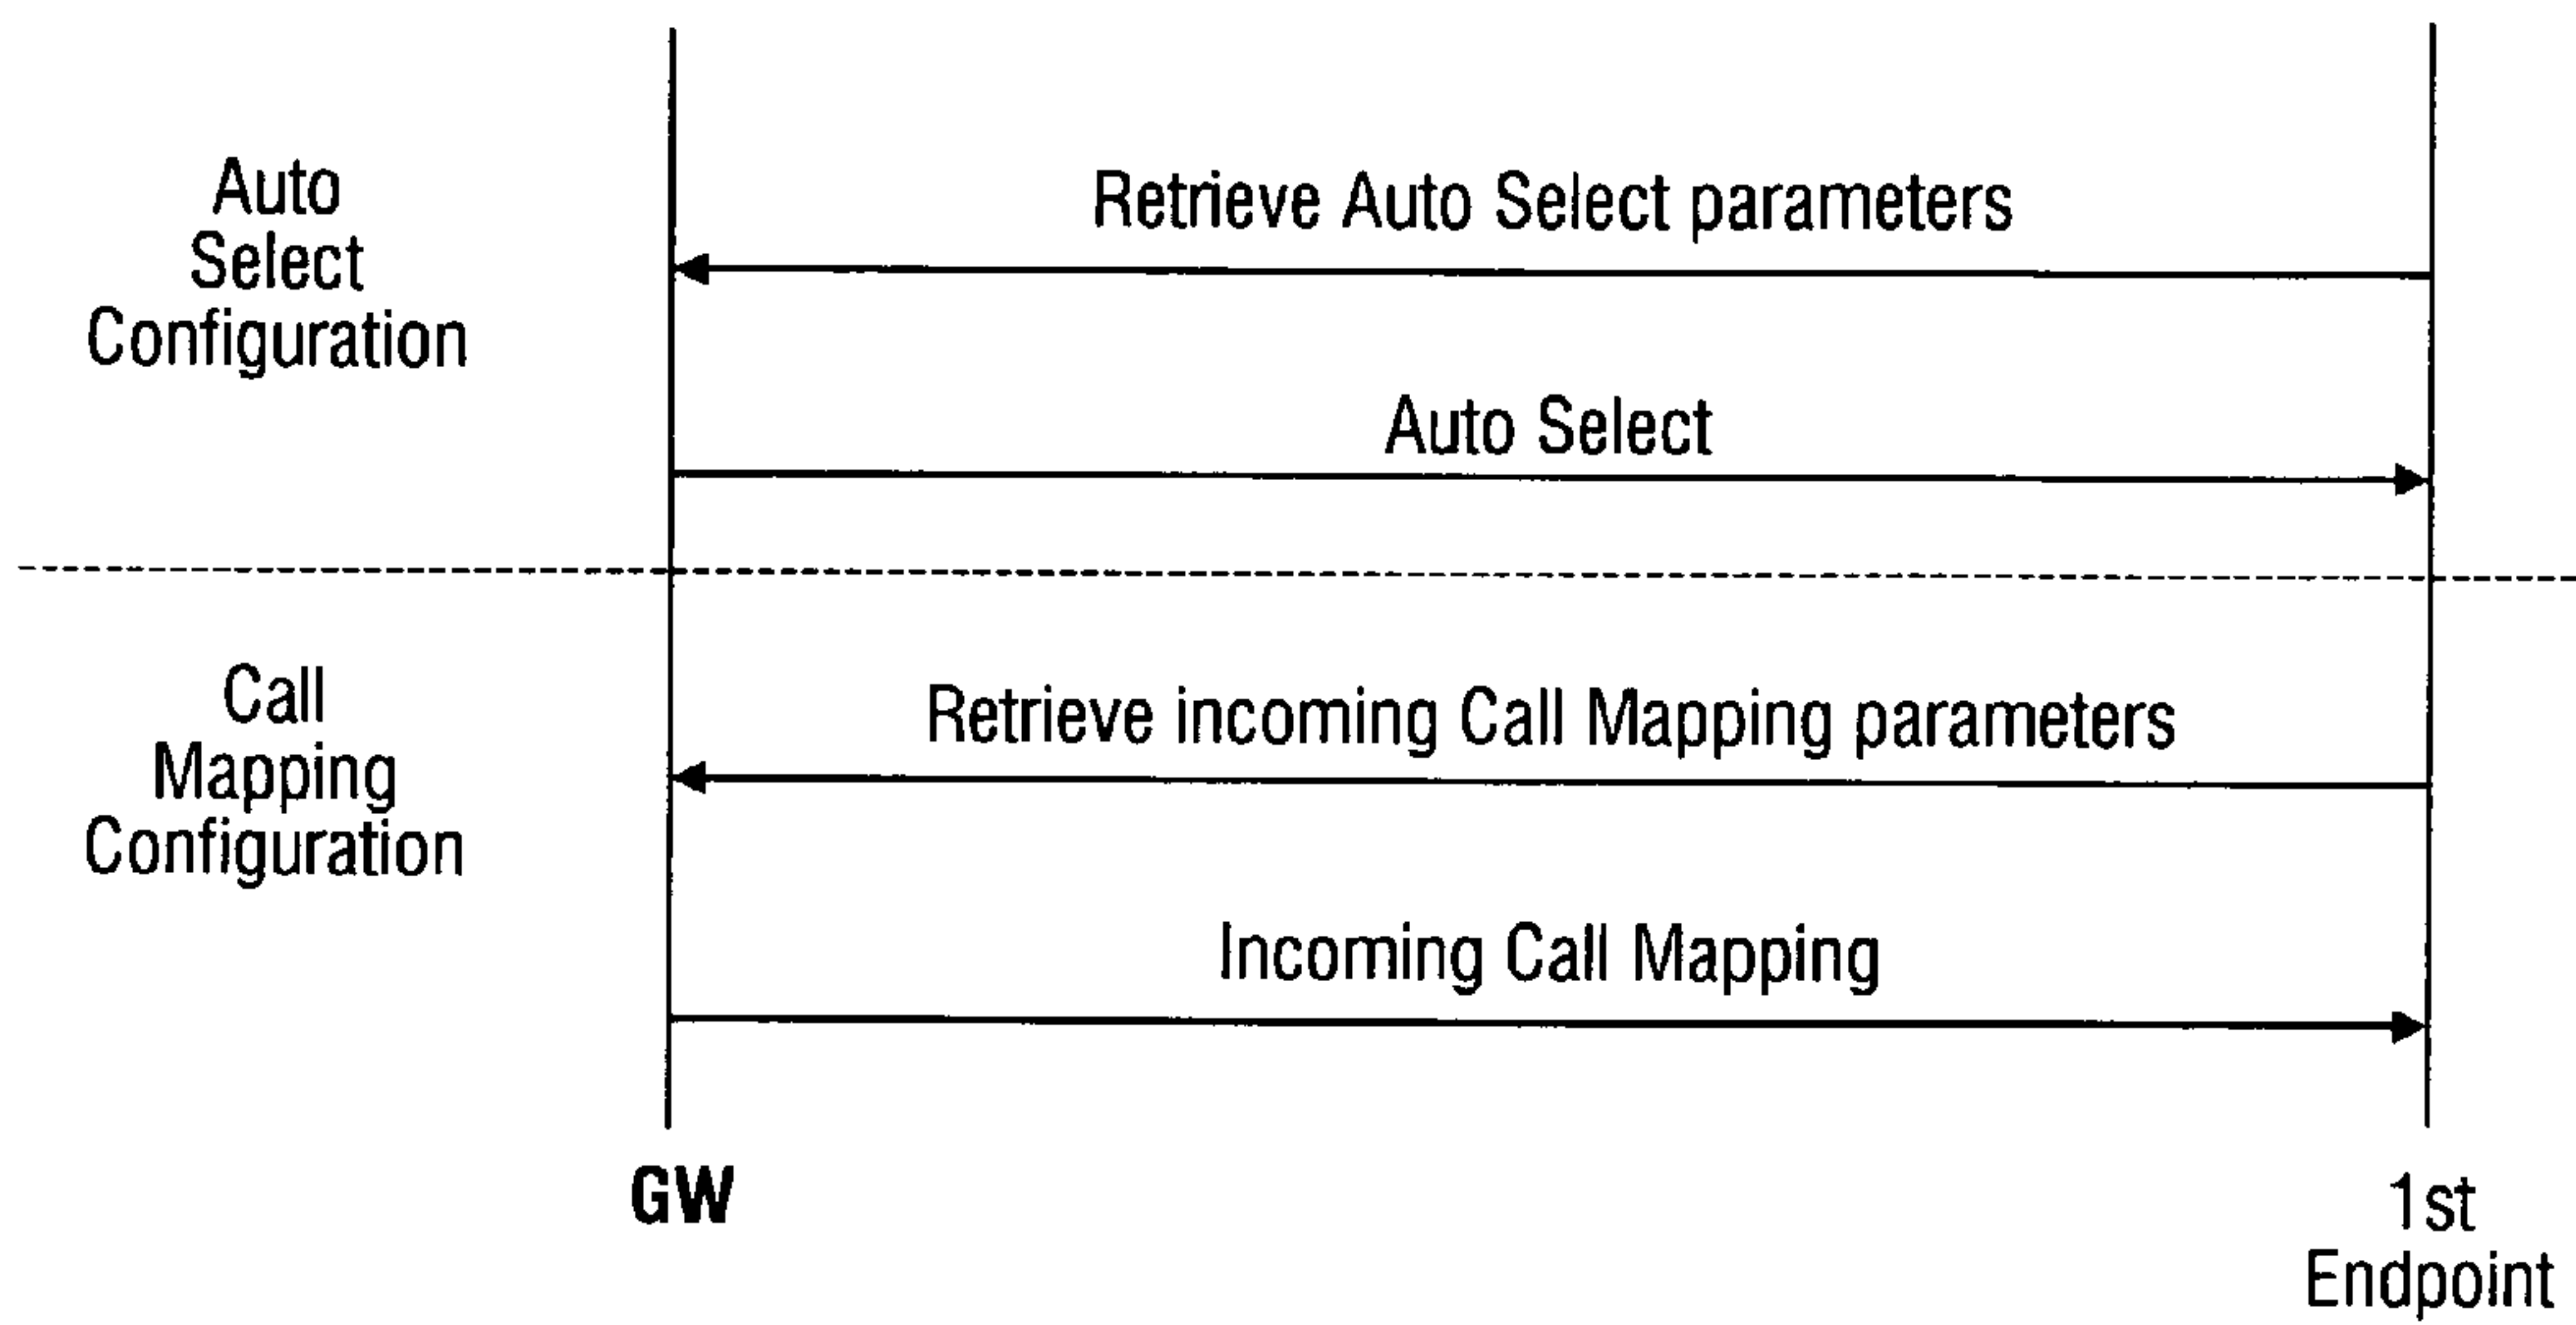 Auto
Select
Configuration
Retrieve Auto Select parameters
Auto Select
Call
Mapping
Configuration
Retrieve incoming Call Mapping parameters
Incoming Call Mapping
GW
1st
Endpoint